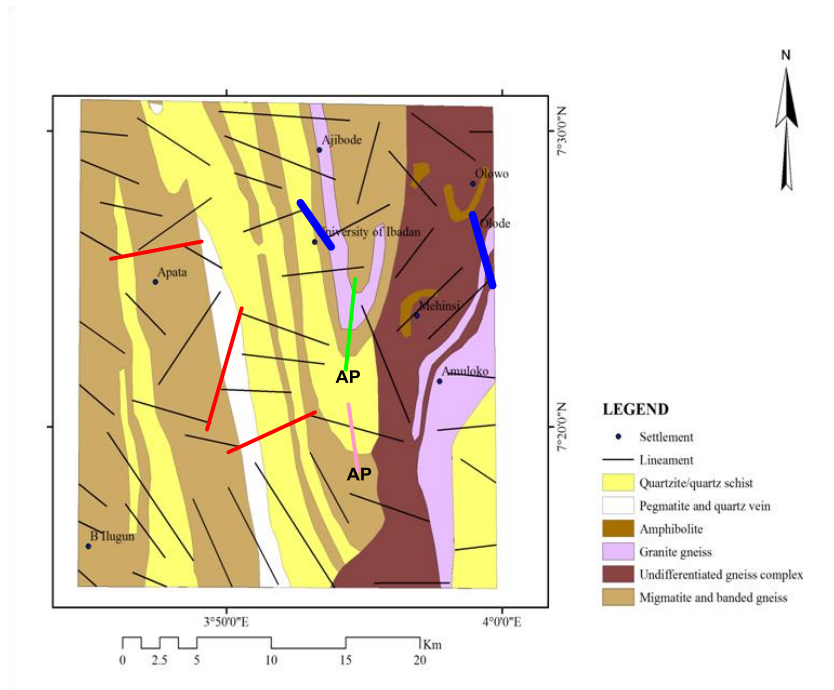 N
7°30'0"N
Ajibode
Olowo
University of Ibadan
Olode
Apata
Mehinsi
AP
Amuloko
7°20'0"N
AP
B Ilugun
3°50'0"E
4°0'0"E
Km
0 2.5 5 10 15 20
LEGEND
Settlement
Lineament
Quartzite/quartz schist
Pegmatite and quartz vein
Amphibolite
Granite gneiss
Undifferentiated gneiss complex
Migmatite and banded gneiss